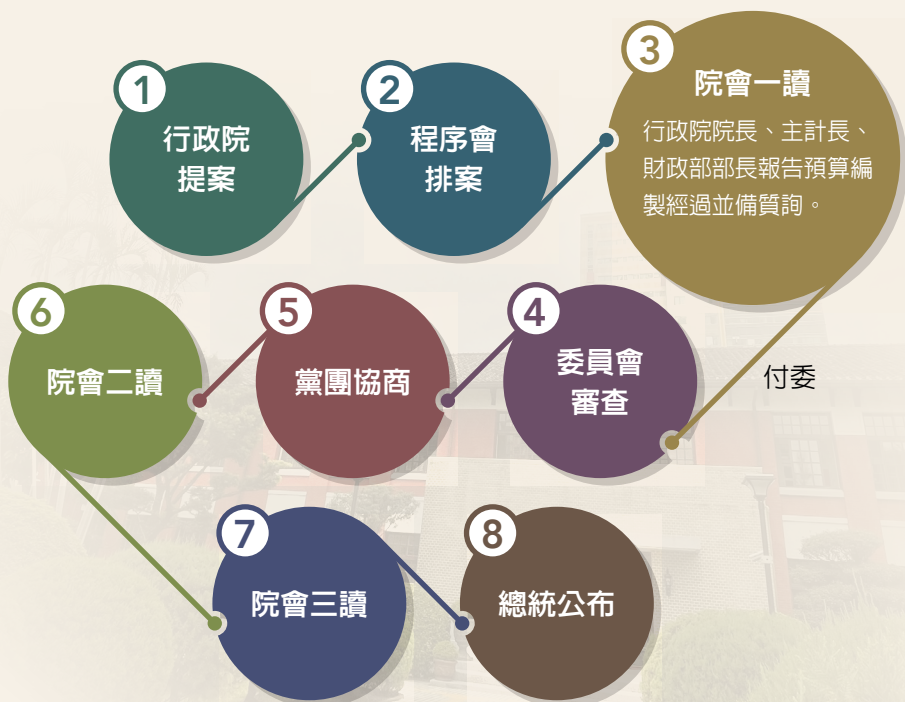 1
行政院
提案
2
程序會
排案
3
院會一讀
行政院院長、主計長、
財政部部長報告預算編
製經過並備質詢。
付委
4
委員會
審查
5
黨團協商
6
院會二讀
7
院會三讀
8
總統公布